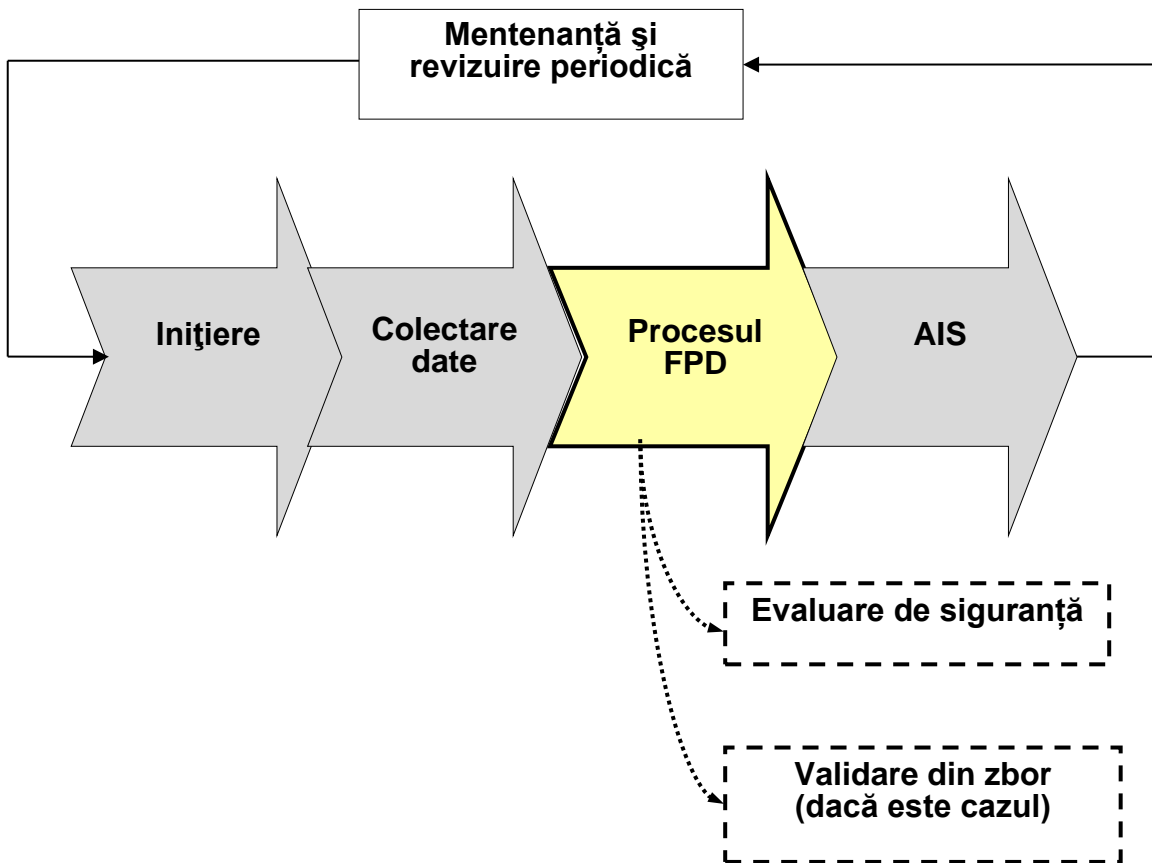 Mentenanță şi
revizuire periodică
Iniţiere
Colectare
date
Procesul
FPD
AIS
Evaluare de siguranță
Validare din zbor
(dacă este cazul)